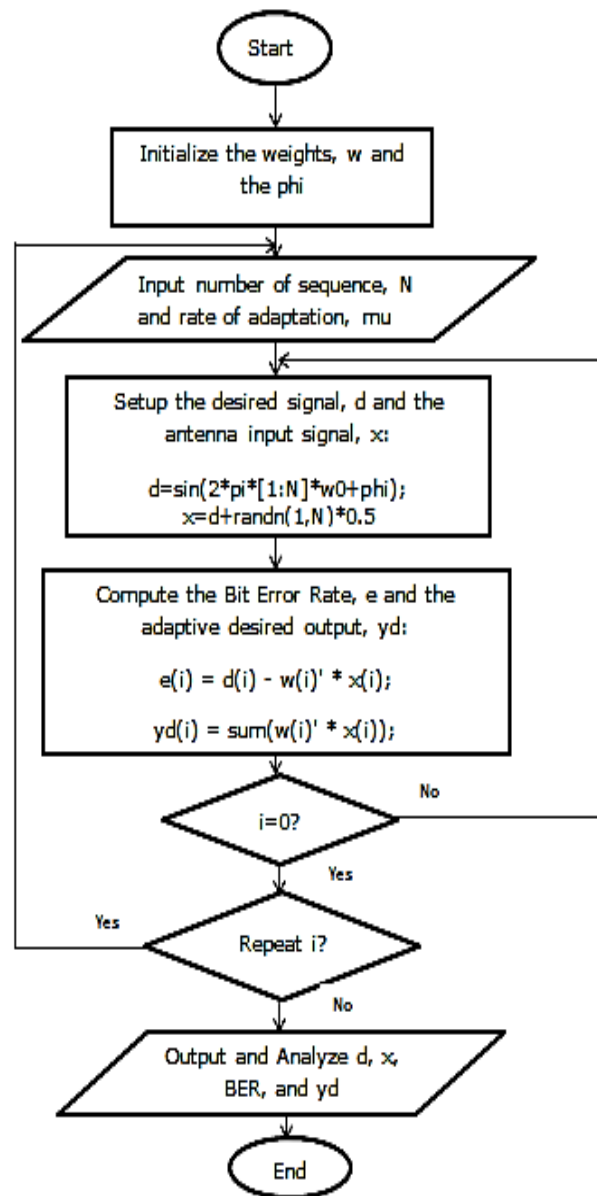 Start
Initialize the weights, w and
the phi
Input number of sequence, N
and rate of adaptation, mu
Setup the desired signal, d and the
antenna input signal, x:
d=sin(2*pi*[1:N]*w0+phi);
x=d+randn(1,N)*0.5
Compute the Bit Error Rate, e and the
adaptive desired output, yd:
e(i) = d(i) - w(i)' * x(i);
yd(i) = sum(w(i)' * x(i));
No
i=0?
Yes
Yes
Repeat i?
No
Output and Analyze d, x,
BER, and yd
End